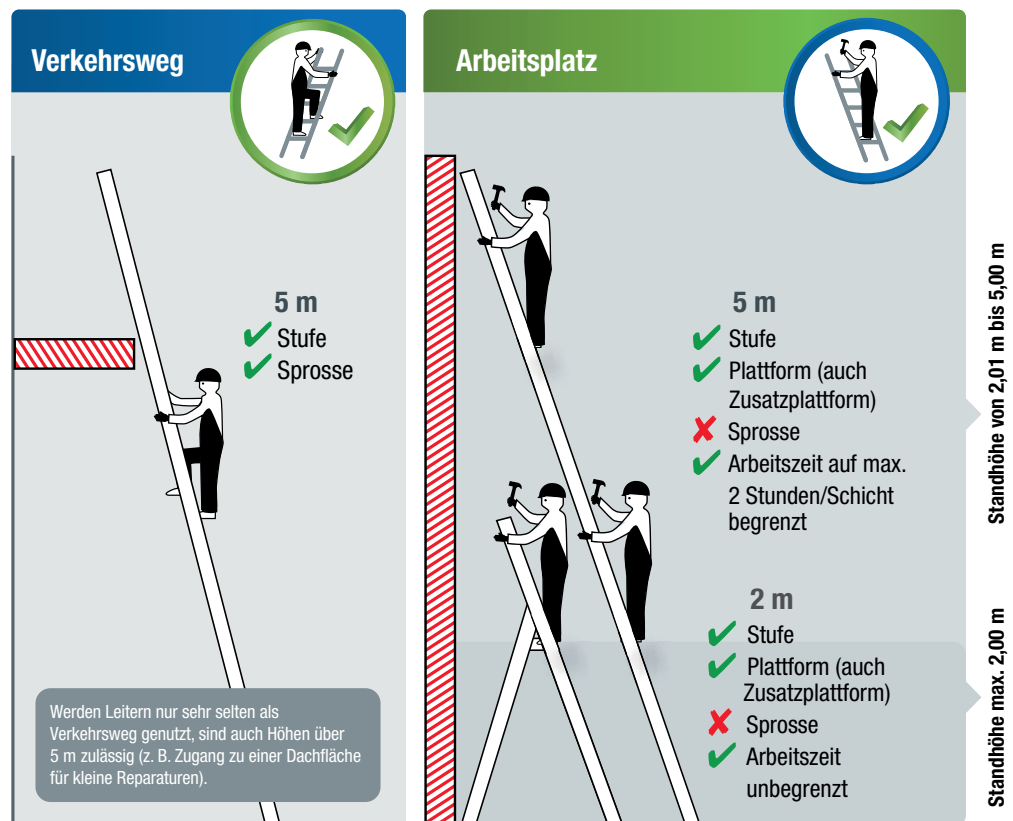 Verkehrsweg
5 m
Stufe
Sprosse
Werden Leitern nur sehr selten als
Verkehrsweg genutzt, sind auch Höhen über
5 m zulässig (z. B. Zugang zu einer Dachfläche
für kleine Reparaturen).
Arbeitsplatz
5 m
Stufe
Plattform (auch
Zusatzplattform)
Sprosse
Arbeitszeit auf max.
2 Stunden/Schicht
begrenzt
2 m
Stufe
Plattform (auch
Zusatzplattform)
Sprosse
Arbeitszeit
unbegrenzt
Standhöhe von 2,01 m bis 5,00 m
Standhöhe max. 2,00 m